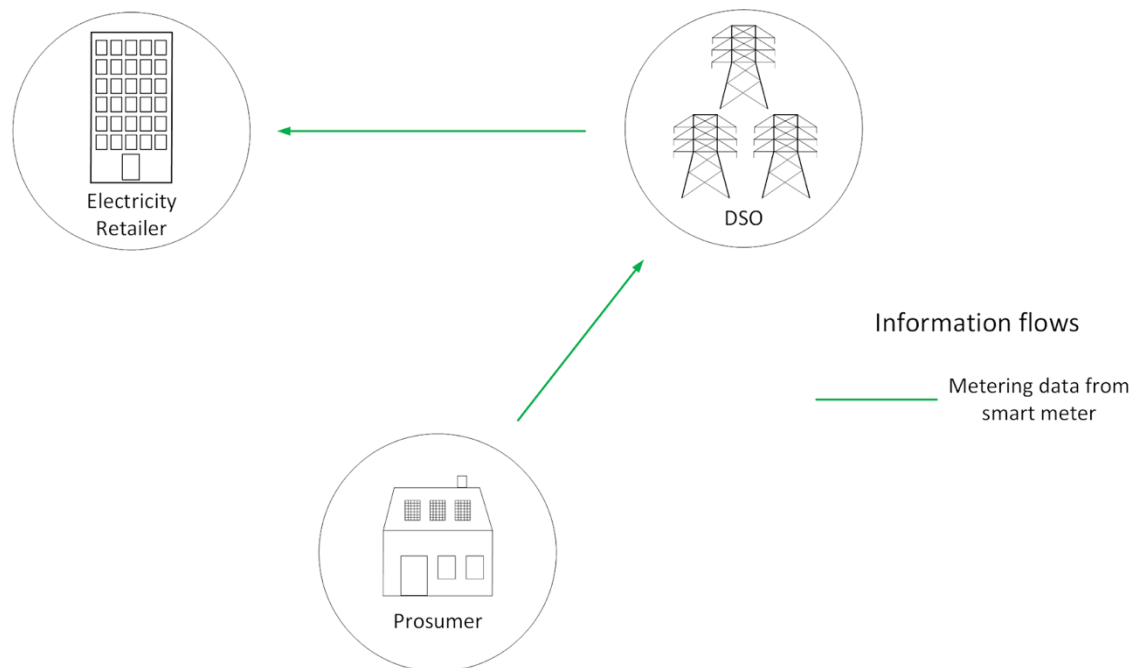 Electricity
Retailer
DSO
Information flows
Metering data from
smart meter
Prosumer